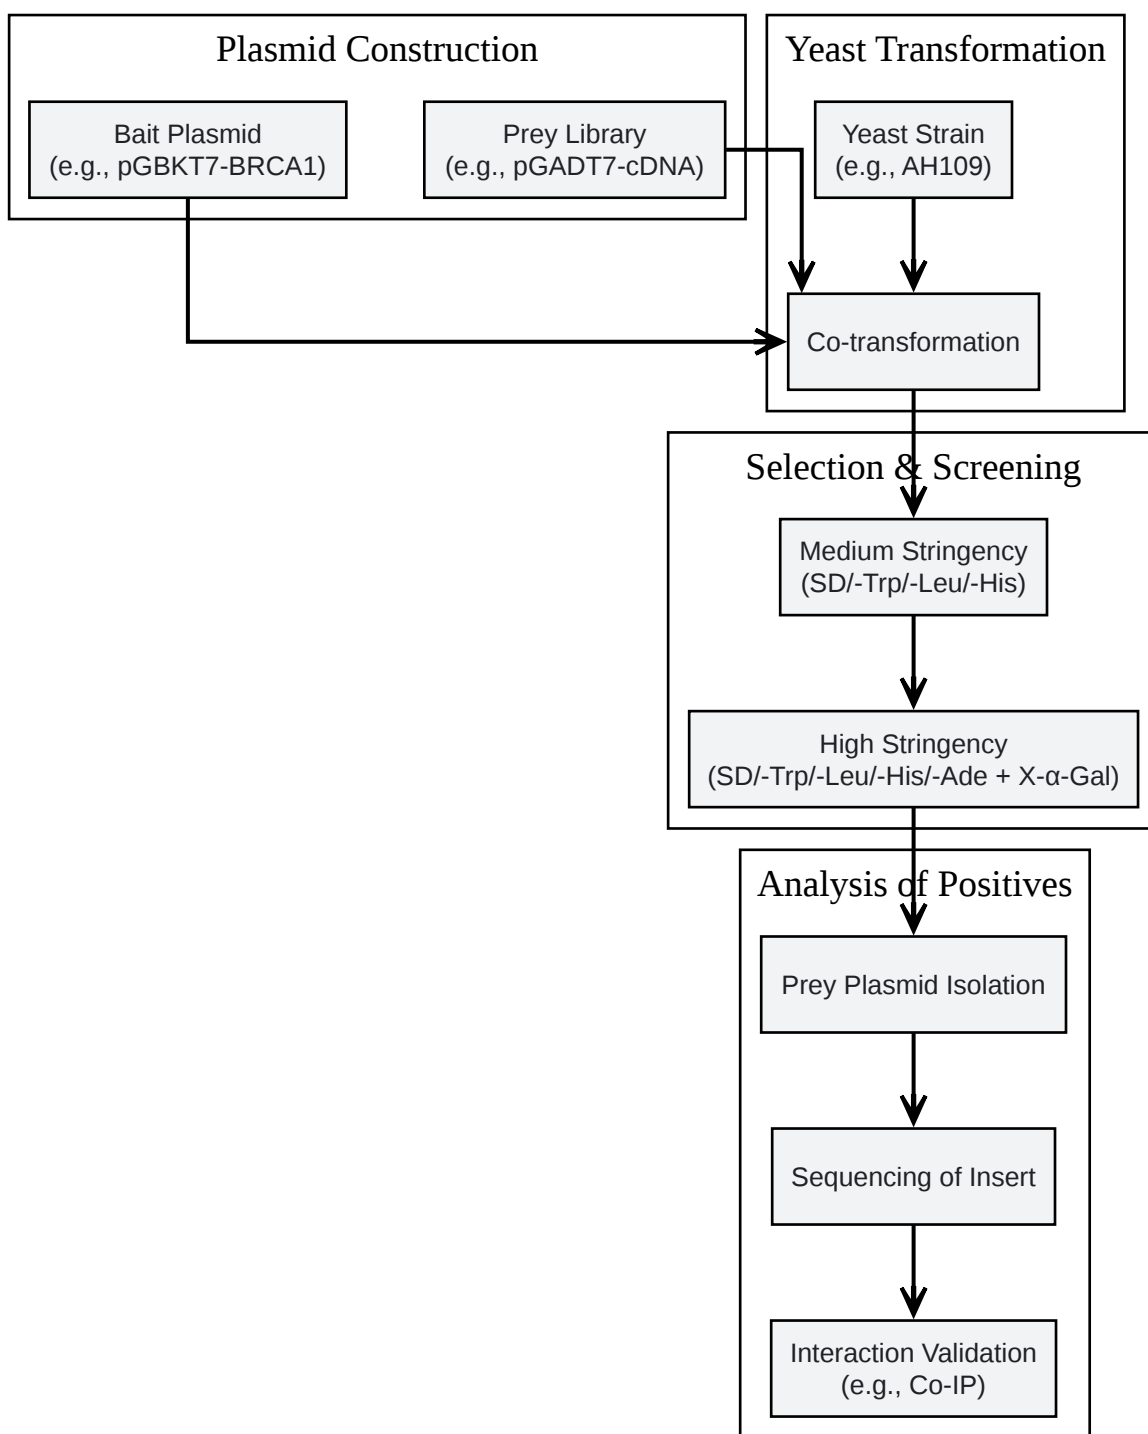 Plasmid Construction
Yeast Transformation
Bait Plasmid
(e.g., pGBKT7-BRCA1)
Prey Library
(e.g., pGADT7-cDNA)
Yeast Strain
(e.g., AH109)
Co-transformation
Selection & Screening
Medium Stringency
(SD/-Trp/-Leu/-His)
High Stringency
(SD/-Trp/-Leu/-His/-Ade + X-α-Gal)
Analysis of Positives
Prey Plasmid Isolation
Sequencing of Insert
Interaction Validation
(e.g., Co-IP)